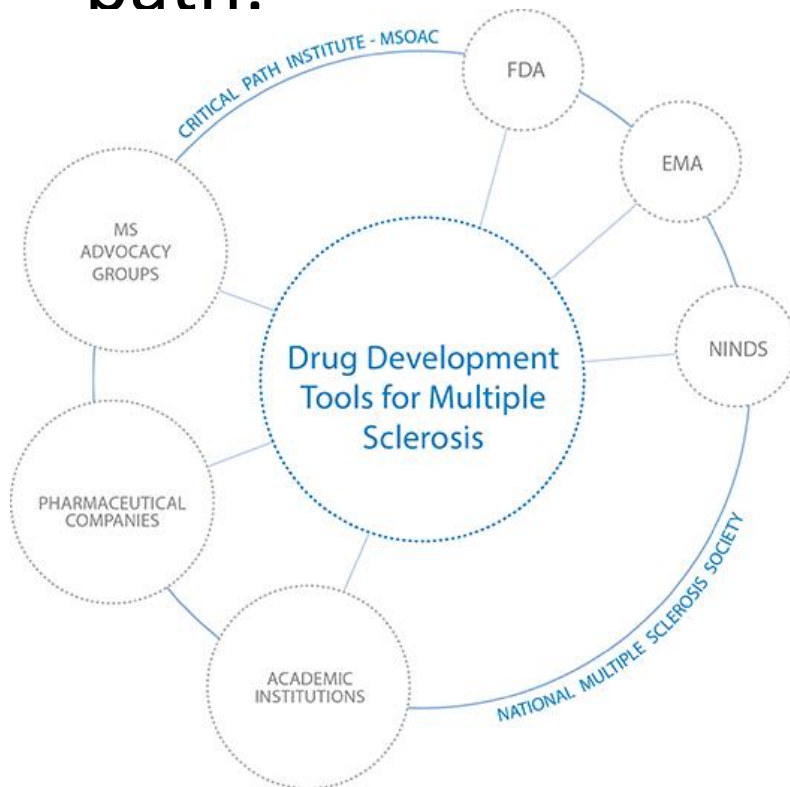 CRITICAL PATH INSTITUTE - MSOAC
FDA
EMA
MS
ADVOCACY
GROUPS
NINDS
Drug Development
Tools for Multiple
Sclerosis
PHARMACEUTICAL
COMPANIES
ACADEMIC
INSTITUTIONS
NATIONAL MULTIPLE SCLEROSIS SOCIETY